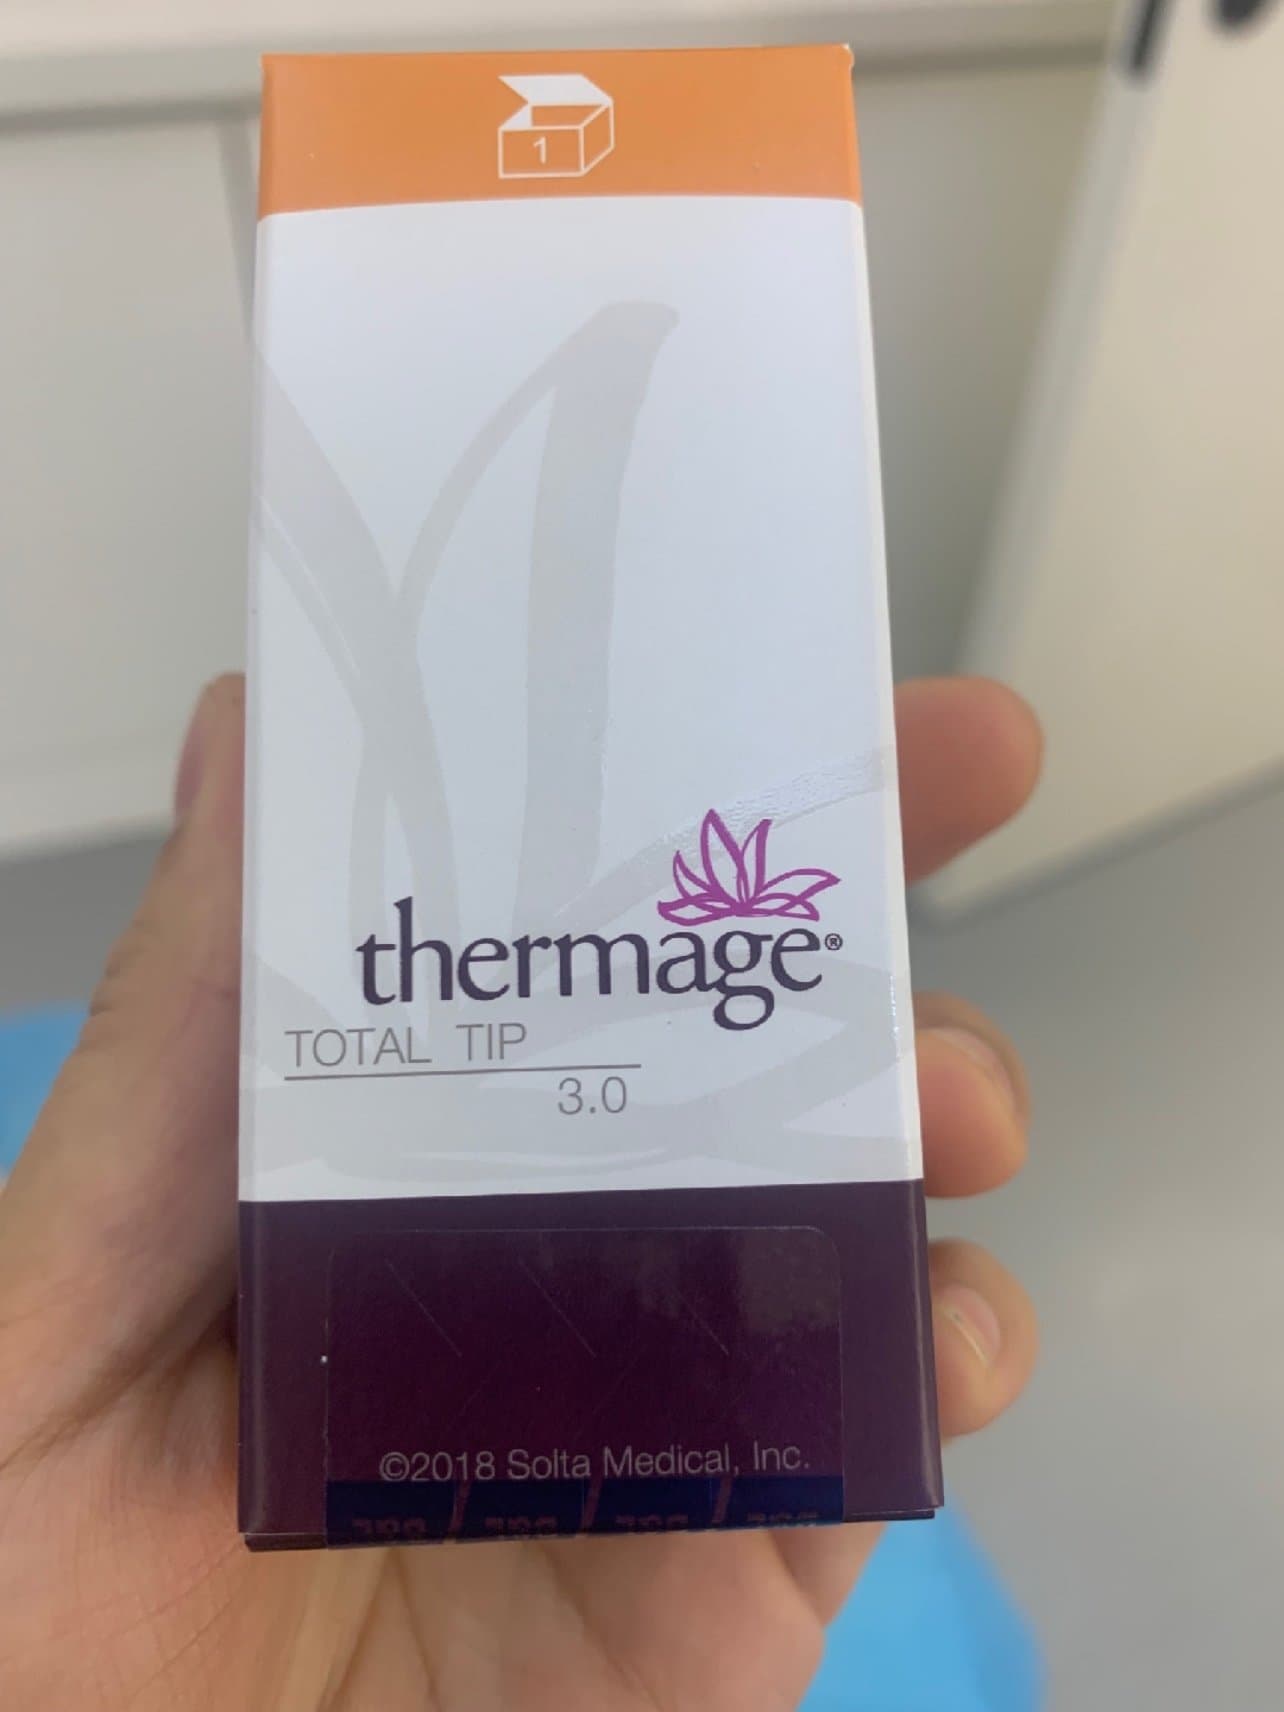 1
thermage®
TOTAL TIP
3.0
©2018 Solta Medical, Inc.